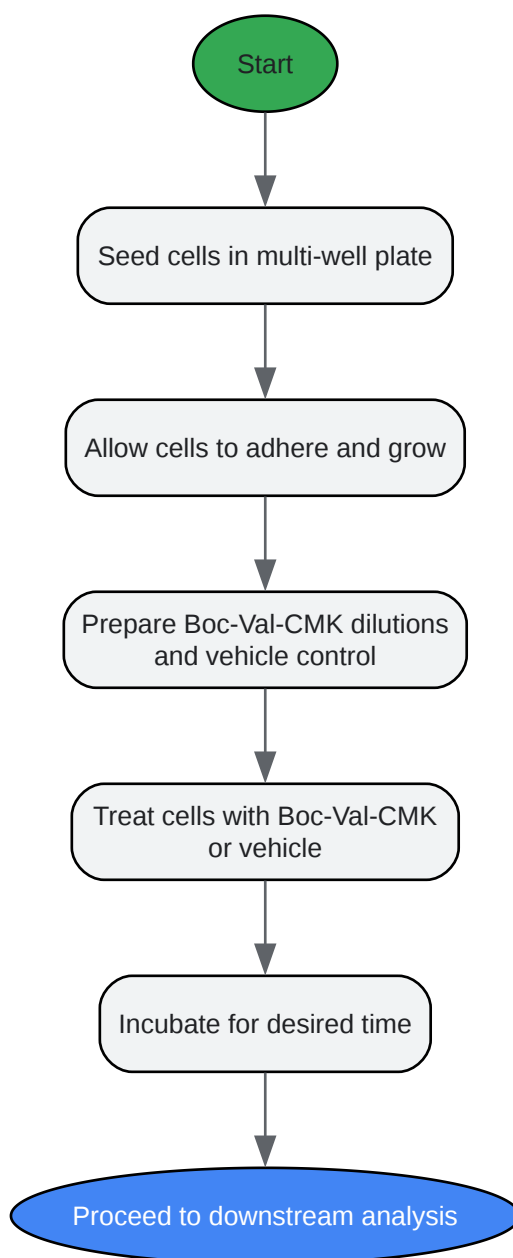 Start
Seed cells in multi-well plate
Allow cells to adhere and grow
Prepare Boc-Val-CMK dilutions
and vehicle control
Treat cells with Boc-Val-CMK
or vehicle
Incubate for desired time
Proceed to downstream analysis